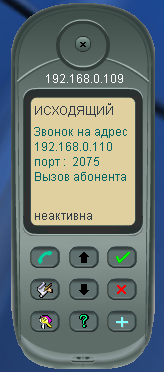 192.168.0.109
ИСХОДЯЩИЙ
Звонок на адрес
192.168.0.110
порт : 2075
Вызов абонента
неактивна